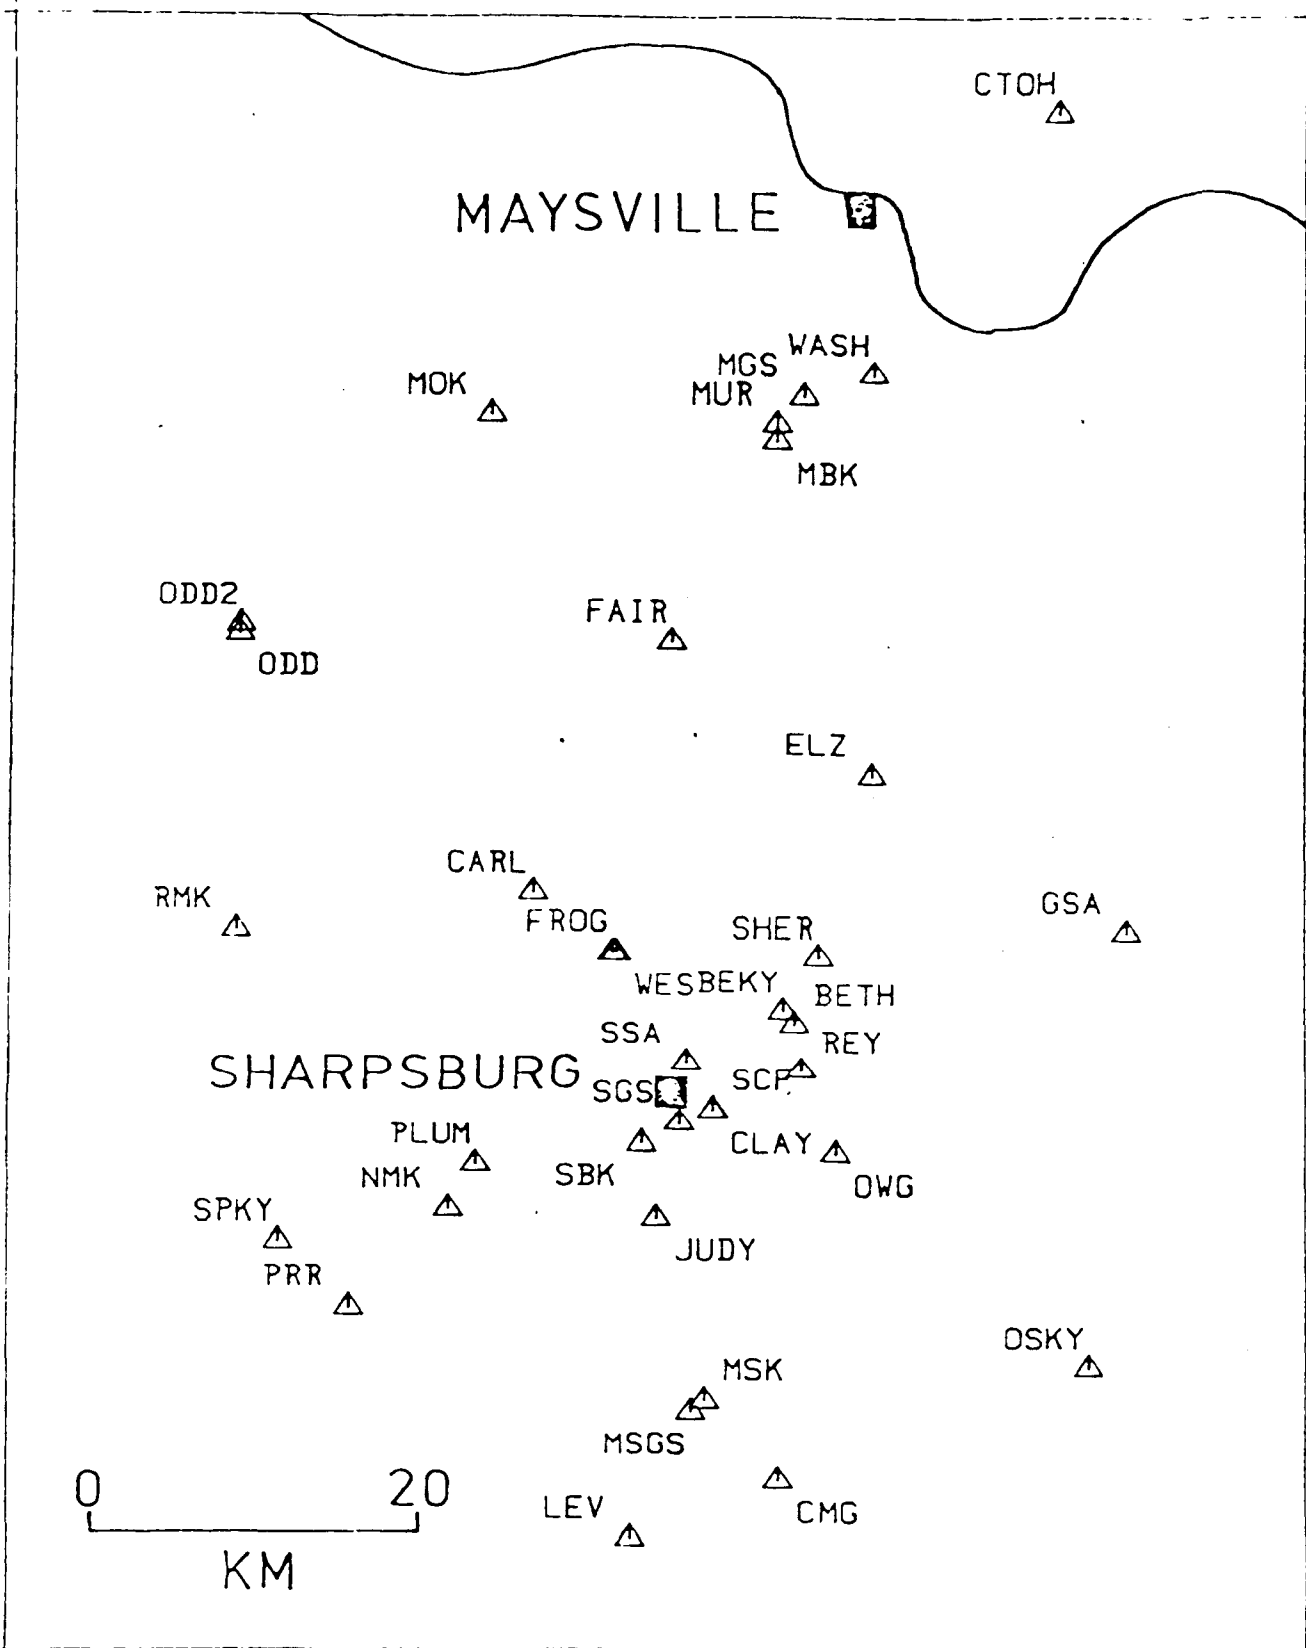 CTOH
MAYSVILLE
WASH
MGS
MOK
MUR
MBK
ODD2
FAIR
ODD
ELZ
CARL
RMK
GSA
FROG
SHER
WES
BEKY
BETH
SSA
REY
SHARPSBURG
SCP
SGS
PLUM
CLAY
NMK
SBK
OWG
SPKY
JUDY
PRR
OSKY
MSK
MSGS
0 20
LEV
CMG
KM